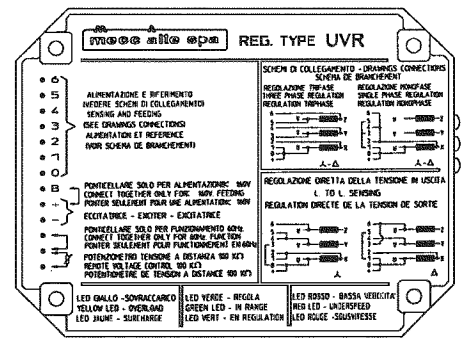 mecc alte spa
REG. TYPE UVR
6
5
4
3
2
1
0
B
+
-
ALIMENTAZIONE E RIFERIMENTO
(VEDERE SCHEMI DI COLLEGAMENTO)
SENSING AND FEEDING
(SEE DRAWINGS CONNECTIONS)
ALIMENTATION ET REFERENCE
(VOIR SCHEMA DE BRANCHEMENT)
PONTICELLARE SOLO PER ALIMENTAZIONE: 160V
CONNECT TOGETHER ONLY FOR: 160V. FEEDING
PONTER SEULEMENT POUR UNE ALIMENTATION: 160V
ECCITATRICE - EXCITER - EXCITATRICE
PONTICELLARE SOLO PER FUNZIONAMENTO 60Hz
CONNECT TOGETHER ONLY FOR 60Hz FUNCTION
PONTER SEULEMENT POUR FUNCTIONNEMENT EN 60Hz
POTENZIOMETRO TENSIONE A DISTANZA 100 KΩ
REMOTE VOLTAGE CONTROL 100 KΩ
POTENTIOMETRE DE TENSION A DISTANCE 100 KΩ
SCHEMI DI COLLEGAMENTO - DRAWINGS CONNECTIONS
SCHEMA DE BRANCHEMENT
REGOLAZIONE TRIFASE
THREE PHASE REGULATION
REGULATION TRIPHASE
REGOLAZIONE MONOFASE
SINGLE PHASE REGULATION
REGULATION MONOPHASE
REGOLAZIONE DIRETTA DELLA TENSIONE IN USCITA
L TO L SENSING
REGULATION DIRECTE DE LA TENSION DE SORTIE
LED GIALLO - SOVRACCARICO
YELLOW LED - OVERLOAD
LED JAUNE - SURCHARGE
LED VERDE - REGOLA
GREEN LED - IN RANGE
LED VERT - EN REGULATION
LED ROSSO - BASSA VELOCITA'
RED LED - UNDERSPEED
LED ROUGE - SOUSVITESSE